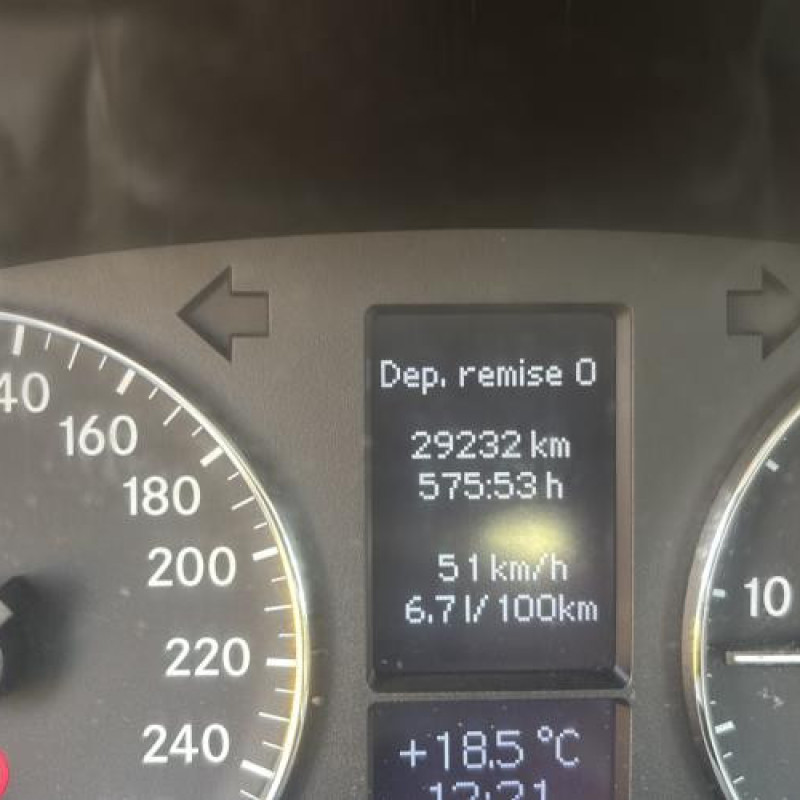 Dep. remise 0
29232 km
575:53 h
51 km/h
6.7 l/100km
+18.5 °C
160
180
200
220
240
10